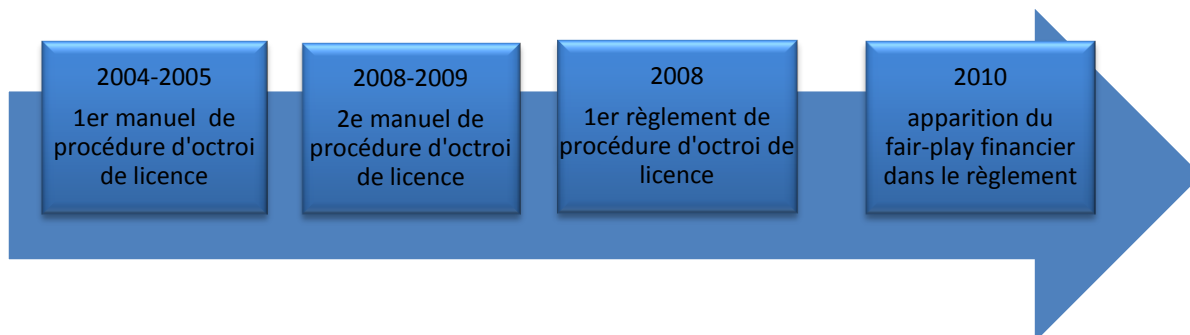 2004-2005
1er manuel de
procédure d'octroi
de licence
2008-2009
2e manuel de
procédure d'octroi
de licence
2008
1er règlement de
procédure d'octroi de
licence
2010
apparition du
fair-play financier
dans le règlement